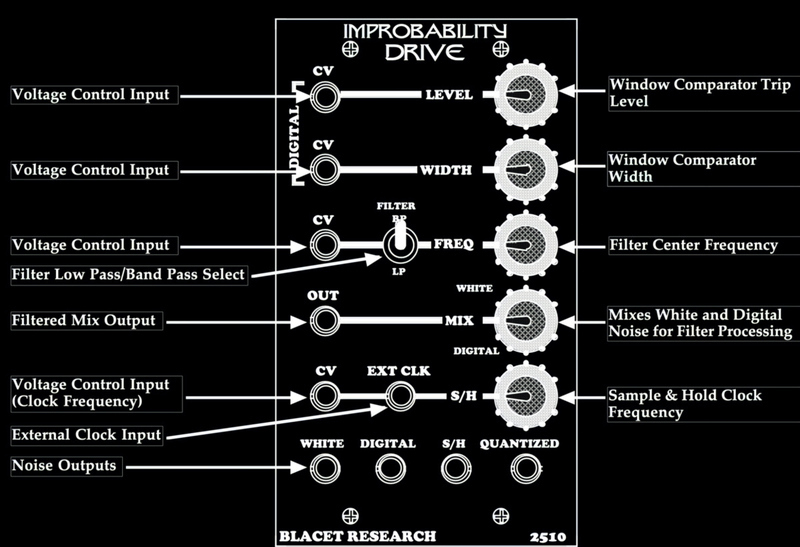 IMPROBABILITY
DRIVE
CV
Voltage Control Input
LEVEL
Window Comparator Trip
Level
DIGITAL
CV
Voltage Control Input
WIDTH
Window Comparator
Width
FILTER
BP
CV
Voltage Control Input
FREQ
Filter Center Frequency
Filter Low Pass/Band Pass Select
LP
WHITE
OUT
Filtered Mix Output
MIX
Mixes White and Digital
Noise for Filter Processing
DIGITAL
CV
EXT CLK
Voltage Control Input
(Clock Frequency)
S/H
Sample & Hold Clock
Frequency
External Clock Input
WHITE
DIGITAL
S/H
QUANTIZED
Noise Outputs
BLACET RESEARCH
2510